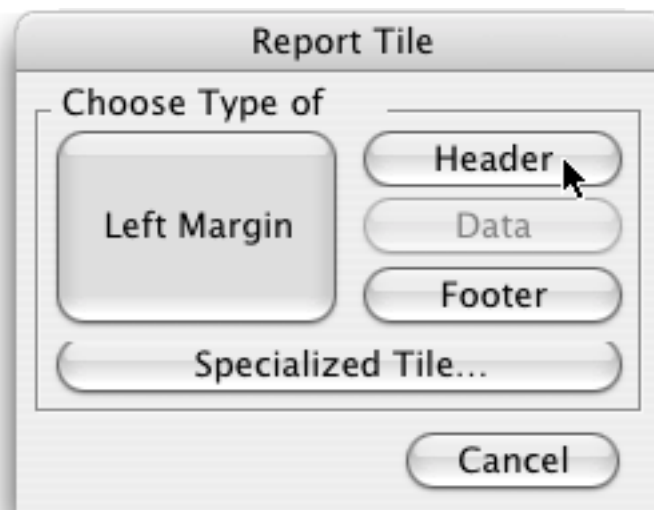 Report Tile
Choose Type of
Left Margin
Header
Data
Footer
Specialized Tile...
Cancel